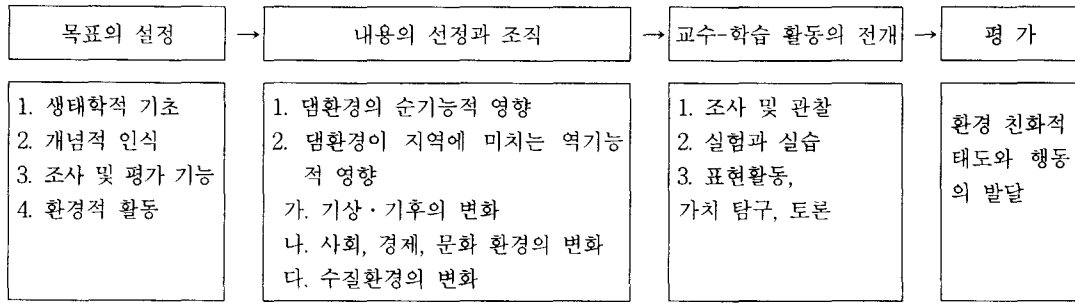 목표의 설정 → 내용의 선정과 조직 → 교수-학습 활동의 전개 → 평 가
1. 생태학적 기초
2. 개념적 인식
3. 조사 및 평가 기능
4. 환경적 활동
1. 댐환경의 순기능적 영향
2. 댐환경이 지역에 미치는 역기능
적 영향
가. 기상·기후의 변화
나. 사회, 경제, 문화 환경의 변화
다. 수질환경의 변화
1. 조사 및 관찰
2. 실험과 실습
3. 표현활동,
가치 탐구, 토론
환경 친화적
태도와 행동
의 발달